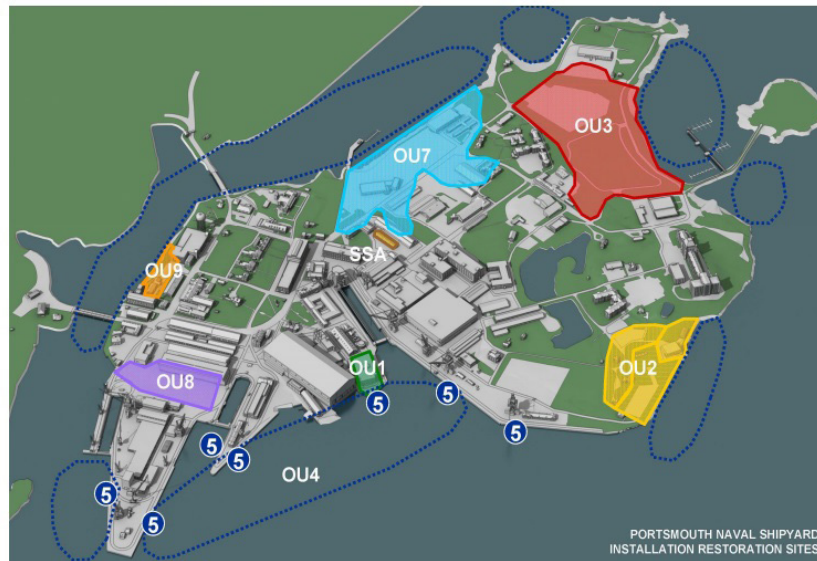 OU3
OU7
SSA
OU9
OU2
OU1
OU8
5
5
5
5
5
OU4
5
5
PORTSMOUTH NAVAL SHIPYARD
INSTALLATION RESTORATION SITES